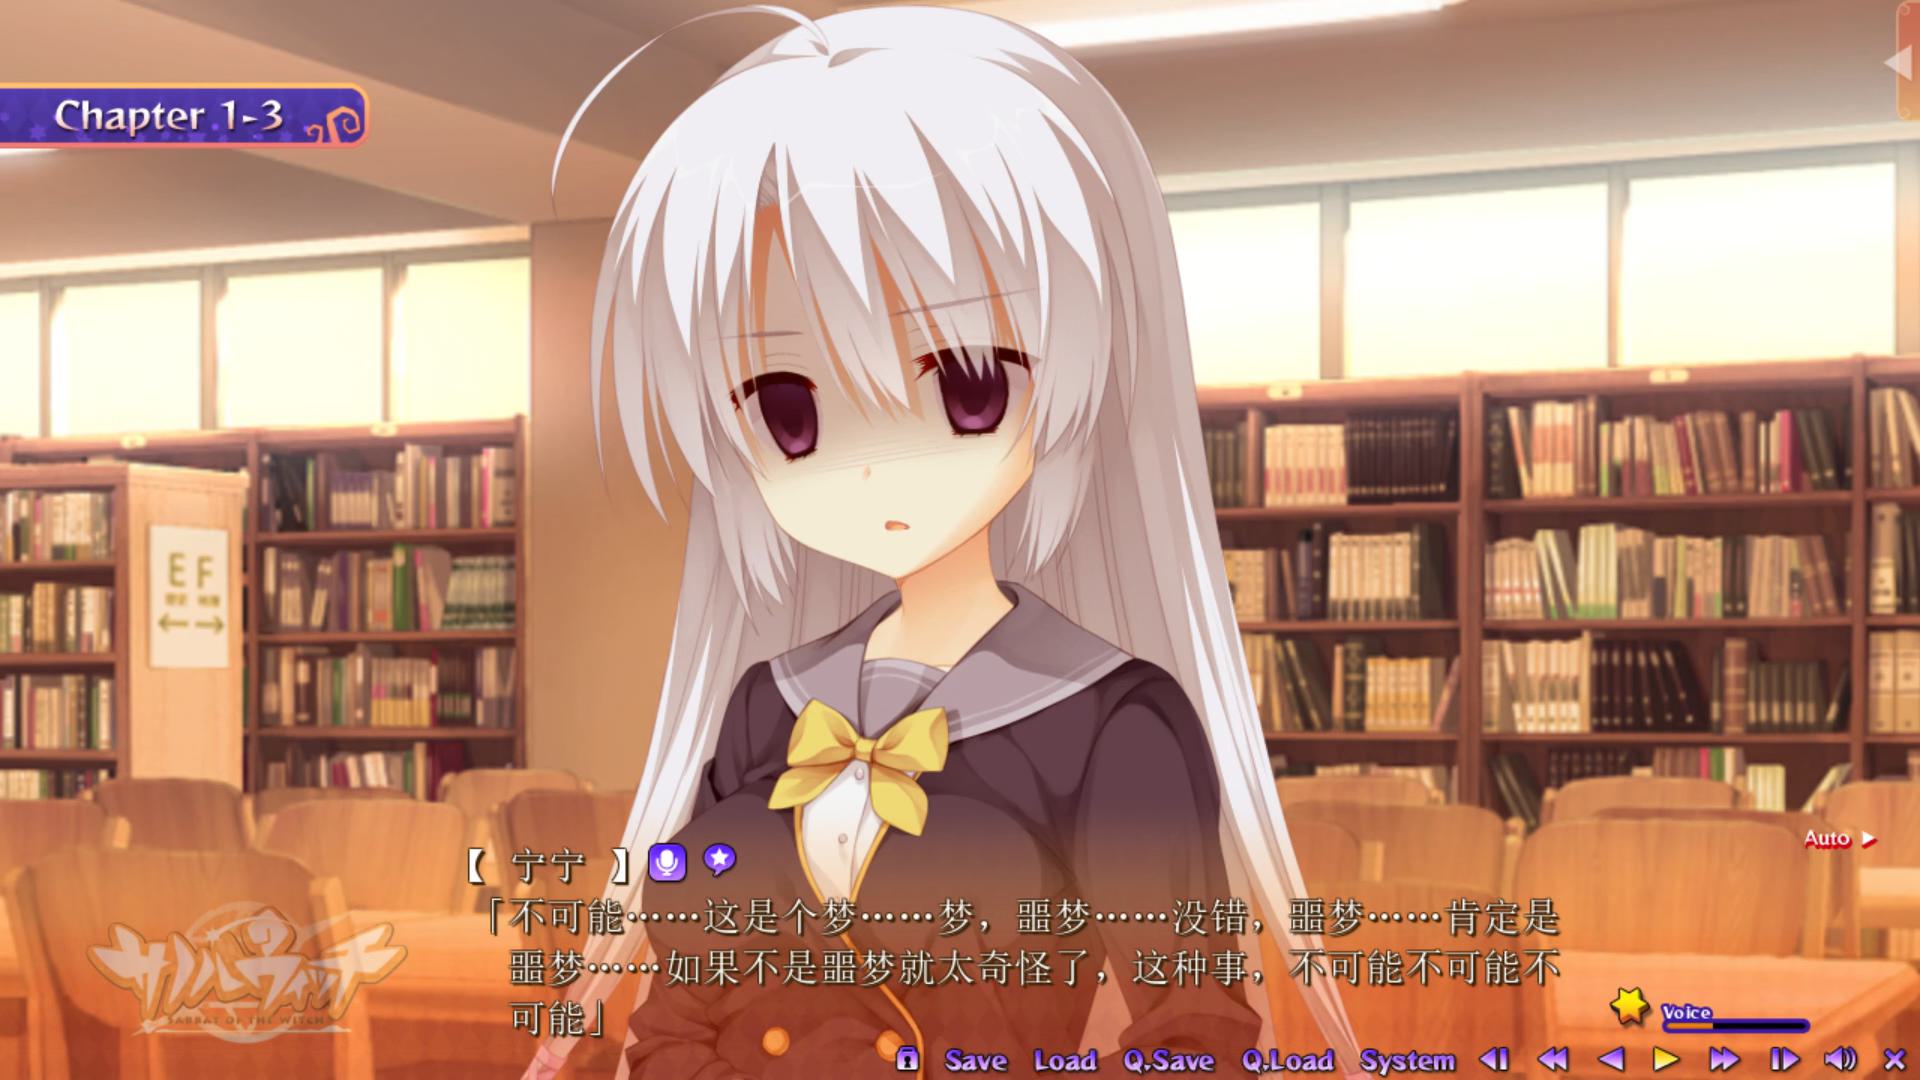 Chapter 1-3
E F
Auto
【 宁宁 】
「不可能……这是个梦……梦，噩梦……没错，噩梦……肯定是
噩梦……如果不是噩梦就太奇怪了，这种事，不可能不可能不
可能」
サノバウィッチ
SABBAT OF THE WITCH
Voice
Save Load Q.Save Q.Load System